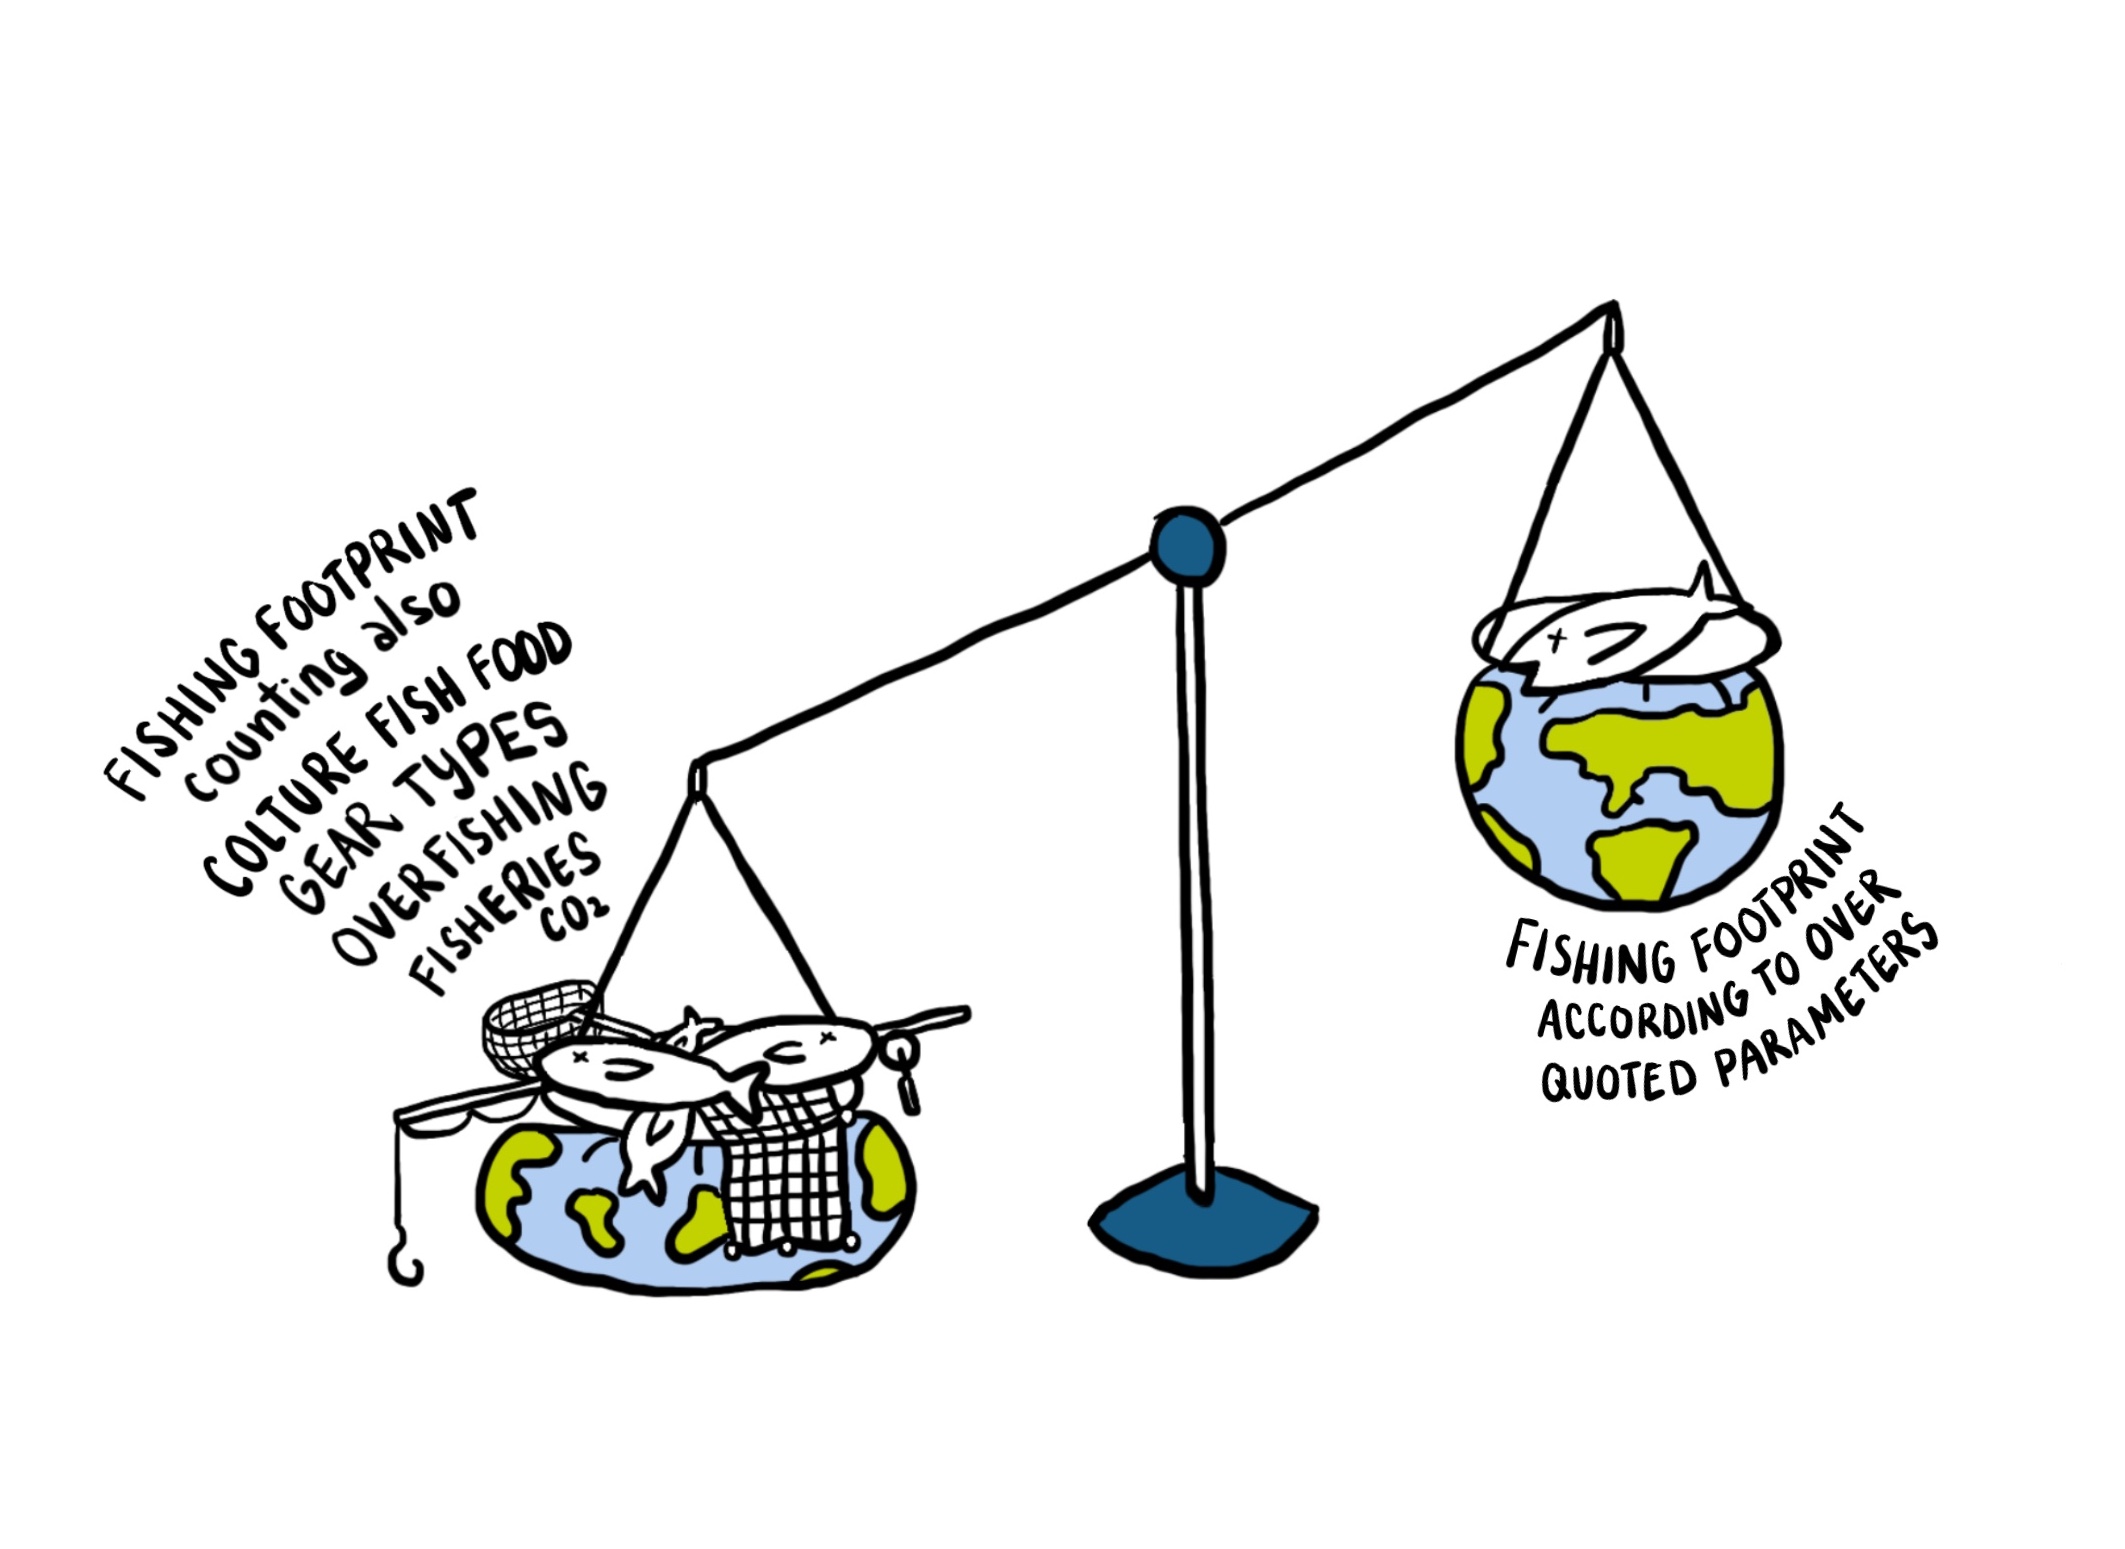 FISHING FOOTPRINT
counting also
COLTURE FISH FOOD
GEAR TYPES
OVERFISHING
FISHERIES
CO₂
FISHING FOOTPRINT
ACCORDING TO OVER
QUOTED PARAMETERS